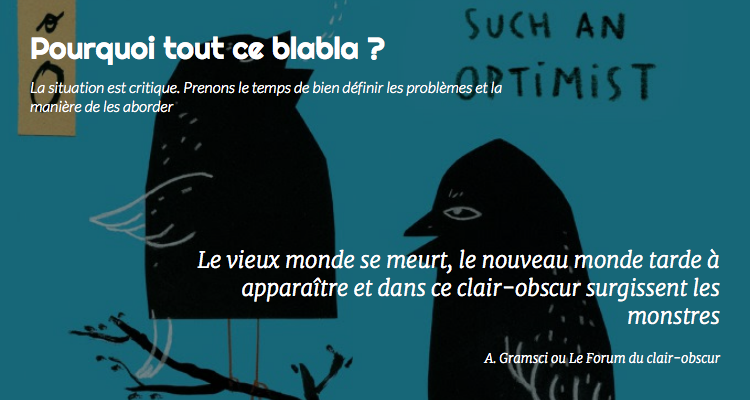 SUCH AN
OPTIMIST
Pourquoi tout ce blabla ?
La situation est critique. Prenons le temps de bien définir les problèmes et la
manière de les aborder
Le vieux monde se meurt, le nouveau monde tarde à
apparaître et dans ce clair-obscur surgissent les
monstres
A. Gramsci ou Le Forum du clair-obscur